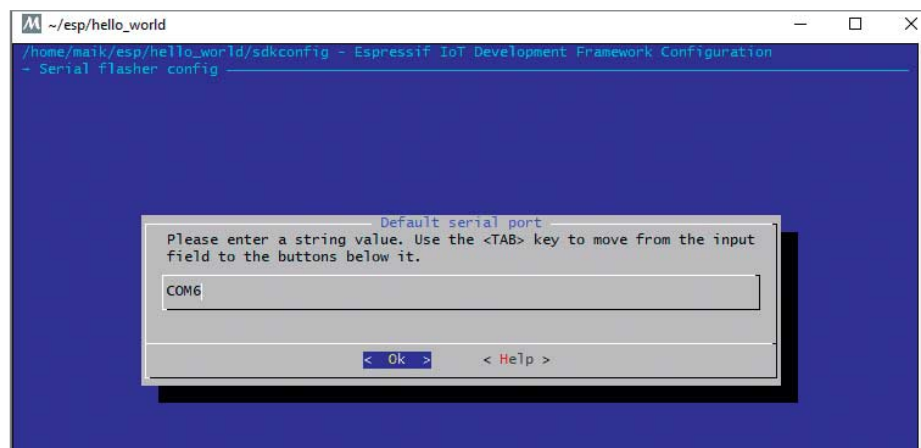 ~/esp/hello_world
/home/maik/esp/hello_world/sdkconfig - Espressif IoT Development Framework Configuration
→ Serial flasher config
Default serial port
Please enter a string value. Use the <TAB> key to move from the input
field to the buttons below it.
COM6
< Ok > < Help >